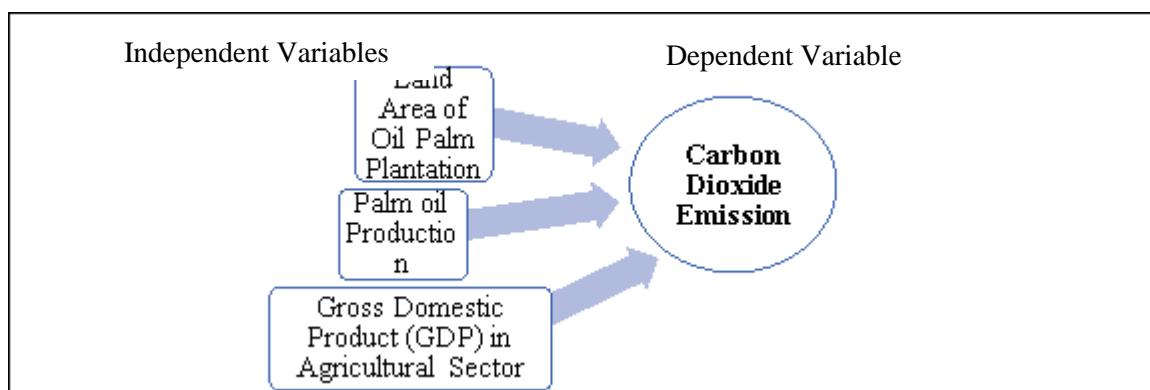 Independent Variables
Dependent Variable
Land
Area of
Oil Palm
Plantation
Palm oil
Productio
n
Gross Domestic
Product (GDP) in
Agricultural Sector
Carbon
Dioxide
Emission